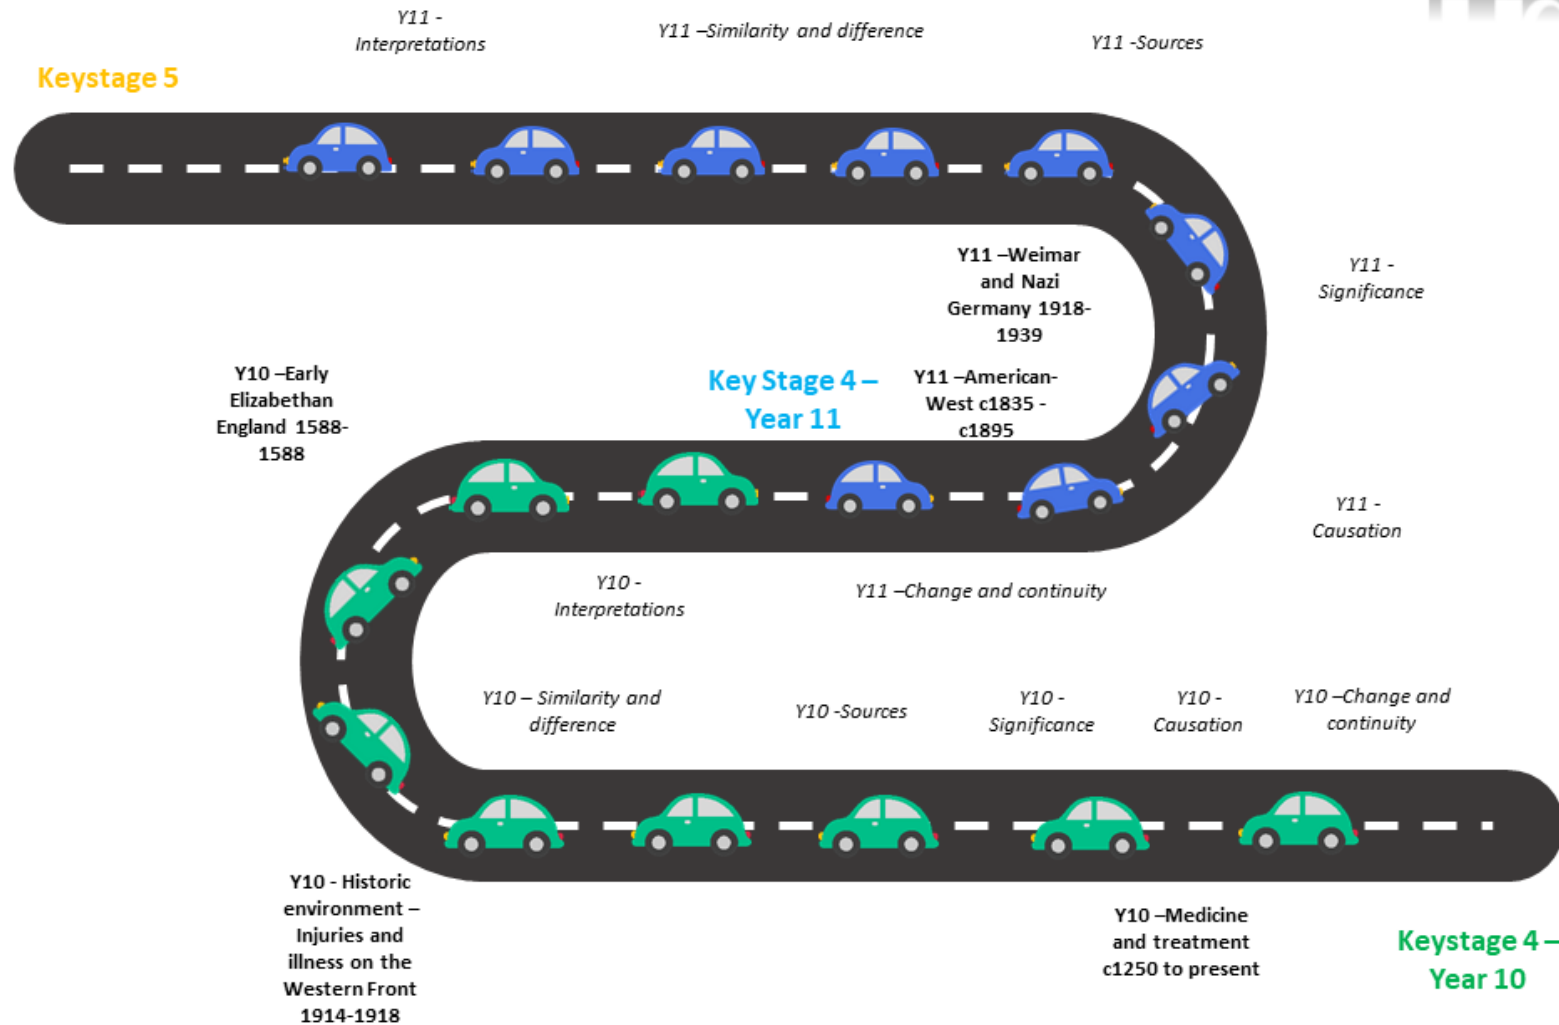 Y11 -
Interpretations
Y11 –Similarity and difference
Y11 -Sources
Keystage 5
Y11 –Weimar
and Nazi
Germany 1918-
1939
Y11 -
Significance
Y10 –Early
Elizabethan
England 1588-
1588
Key Stage 4 –
Year 11
Y11 –American-
West c1835 -
c1895
Y11 -
Causation
Y10 -
Interpretations
Y11 –Change and continuity
Y10 – Similarity and
difference
Y10 -Sources
Y10 -
Significance
Y10 -
Causation
Y10 –Change and
continuity
Y10 - Historic
environment –
Injuries and
illness on the
Western Front
1914-1918
Y10 –Medicine
and treatment
c1250 to present
Keystage 4 –
Year 10